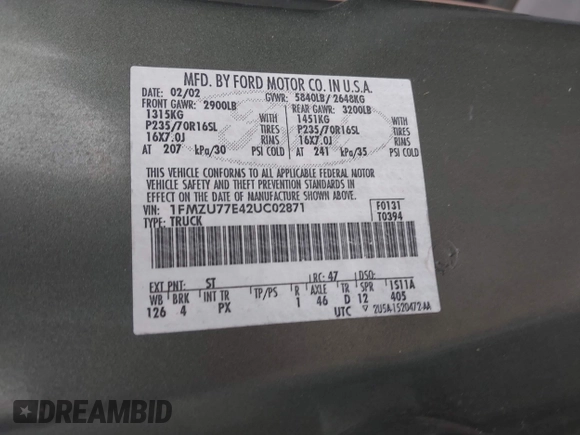 MFD. BY FORD MOTOR CO. IN U.S.A.
DATE: 02/02 GVWR: 5840LB/ 2648KG
FRONT GAWR: 2900LB REAR GAWR: 3200LB
1315KG WITH 1451KG WITH
P235/70R16SL TIRES P235/70R16SL TIRES
16X7.0J RIMS 16X7.0J RIMS
AT 207 kPa/30 PSI COLD AT 241 kPa/35 PSI COLD
THIS VEHICLE CONFORMS TO ALL APPLICABLE FEDERAL MOTOR
VEHICLE SAFETY AND THEFT PREVENTION STANDARDS IN
EFFECT ON THE DATE OF MANUFACTURE SHOWN ABOVE.
VIN: 1FMZU77E42UC02871 F0131
TYPE: TRUCK T0394
EXT PNT: ST RC: 47 DSO:
WB BRK INT TR TP/PS R AXLE TR SPR 1S11A
126 4 PX 1 46 D 12 405
UTC ▽ 2U5A-1520472-AA
DREAMBID